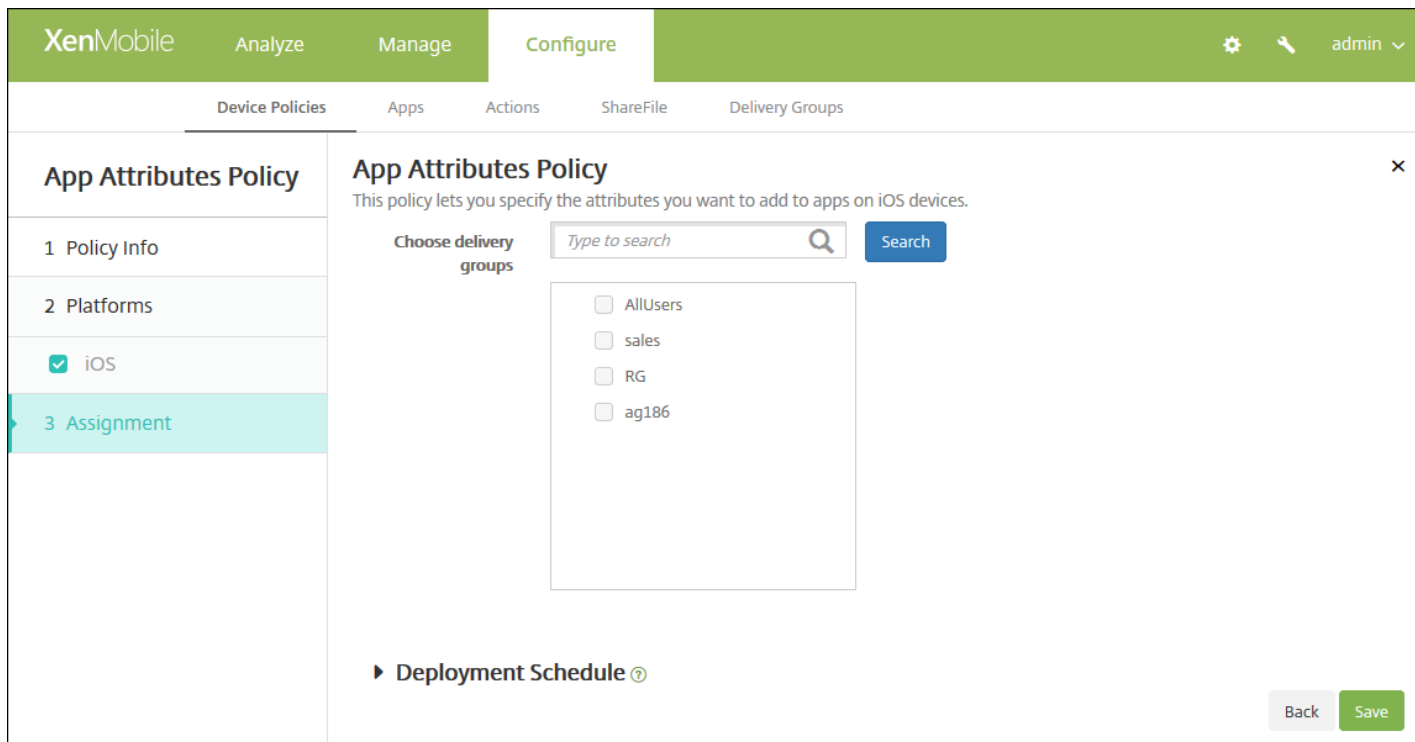 XenMobile Analyze Manage Configure admin
Device Policies Apps Actions ShareFile Delivery Groups
App Attributes Policy
1 Policy Info
2 Platforms
iOS
3 Assignment
App Attributes Policy
This policy lets you specify the attributes you want to add to apps on iOS devices.
Choose delivery
groups
Type to search
Search
AllUsers
sales
RG
ag186
Deployment Schedule ?
Back Save